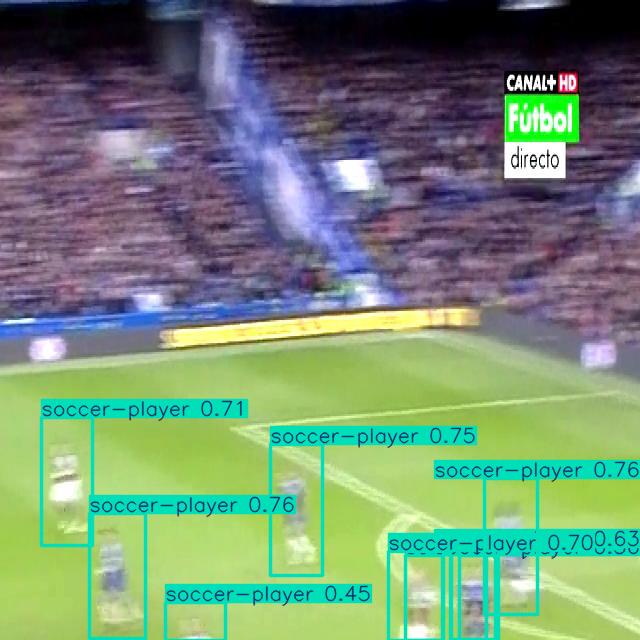 CANAL+ HD
Fútbol
directo
soccer-player 0.71
soccer-player 0.75
soccer-player 0.76
soccer-player 0.76
soccer-player 0.70
0.63
soccer-player 0.45